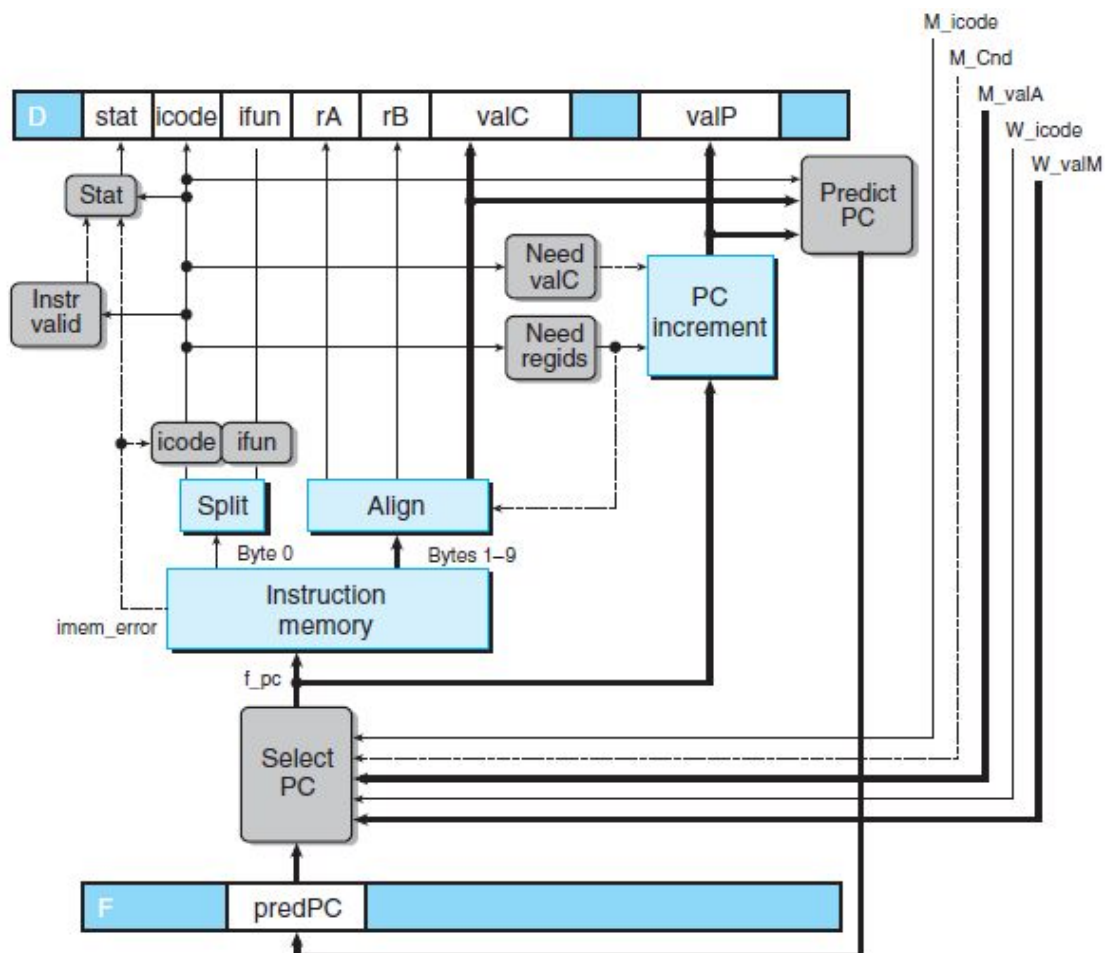 M_icode
M_Cnd
M_valA
W_icode
W_valM
D stat icode ifun rA rB valC valP
Stat
Predict
PC
Need
valC
Instr
valid
PC
increment
Need
regids
icode ifun
Split
Align
Byte 0
Bytes 1–9
Instruction
memory
imem_error
f_pc
Select
PC
F predPC